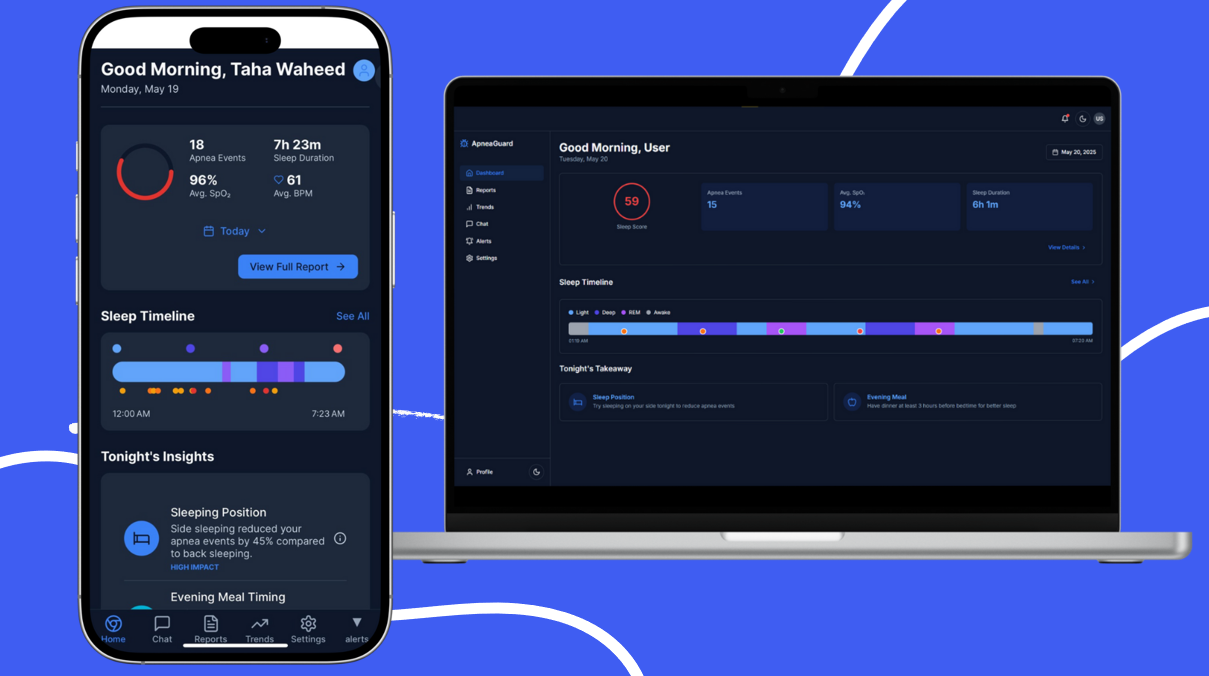 Good Morning, Taha Waheed
Monday, May 19
18
Apnea Events
7h 23m
Sleep Duration
96%
Avg. SpO₂
61
Avg. BPM
Today
View Full Report
Sleep Timeline
See All
12:00 AM
7:23 AM
Tonight's Insights
Sleeping Position
Side sleeping reduced your
apnea events by 45% compared
to back sleeping.
HIGH IMPACT
Evening Meal Timing
Home
Chat
Reports
Trends
Settings
alerts
US
ApneaGuard
Dashboard
Reports
Trends
Chat
Alerts
Settings
Profile
Good Morning, User
Tuesday, May 20
May 20, 2025
59
Sleep Score
Apnea Events
15
Avg. SpO₂
94%
Sleep Duration
6h 1m
View Details
Sleep Timeline
See All
Light Deep REM Awake
01:18 AM
07:20 AM
Tonight's Takeaway
Sleep Position
Try sleeping on your side tonight to reduce apnea events
Evening Meal
Have dinner at least 3 hours before bedtime for better sleep